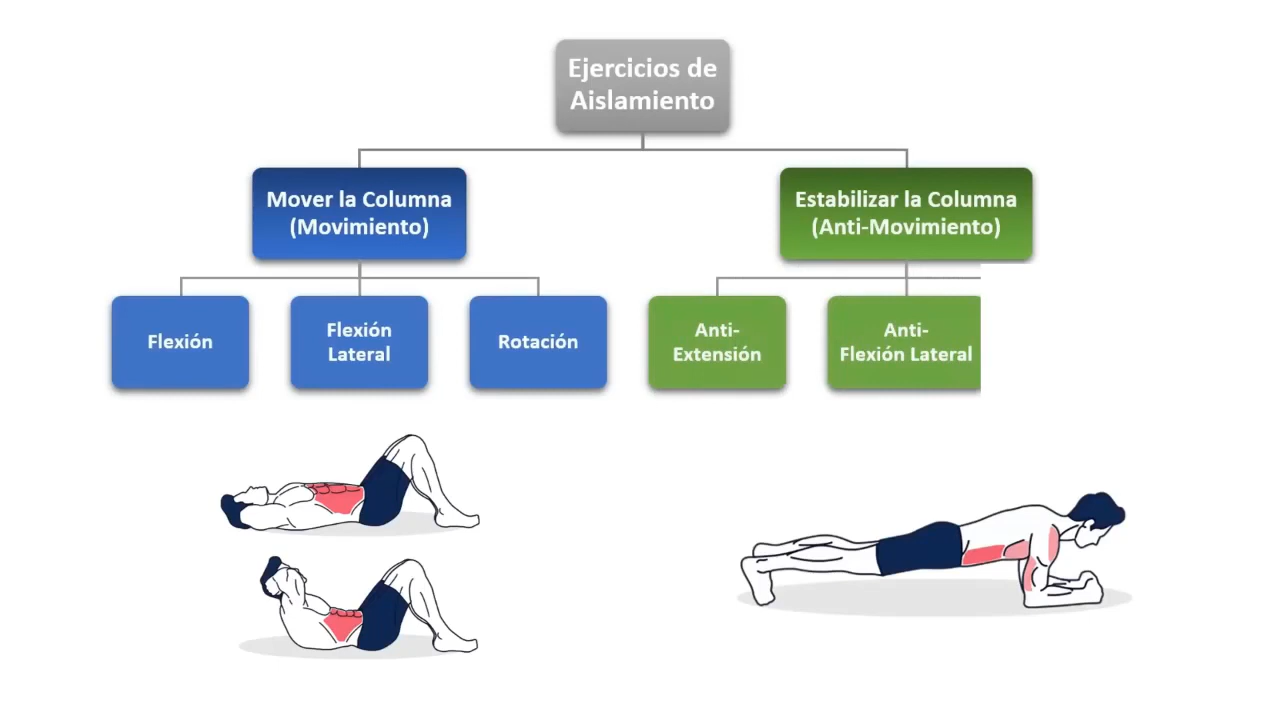 Ejercicios de
Aislamiento
Mover la Columna
(Movimiento)
Estabilizar la Columna
(Anti-Movimiento)
Flexión
Flexión
Lateral
Rotación
Anti-
Extensión
Anti-
Flexión Lateral